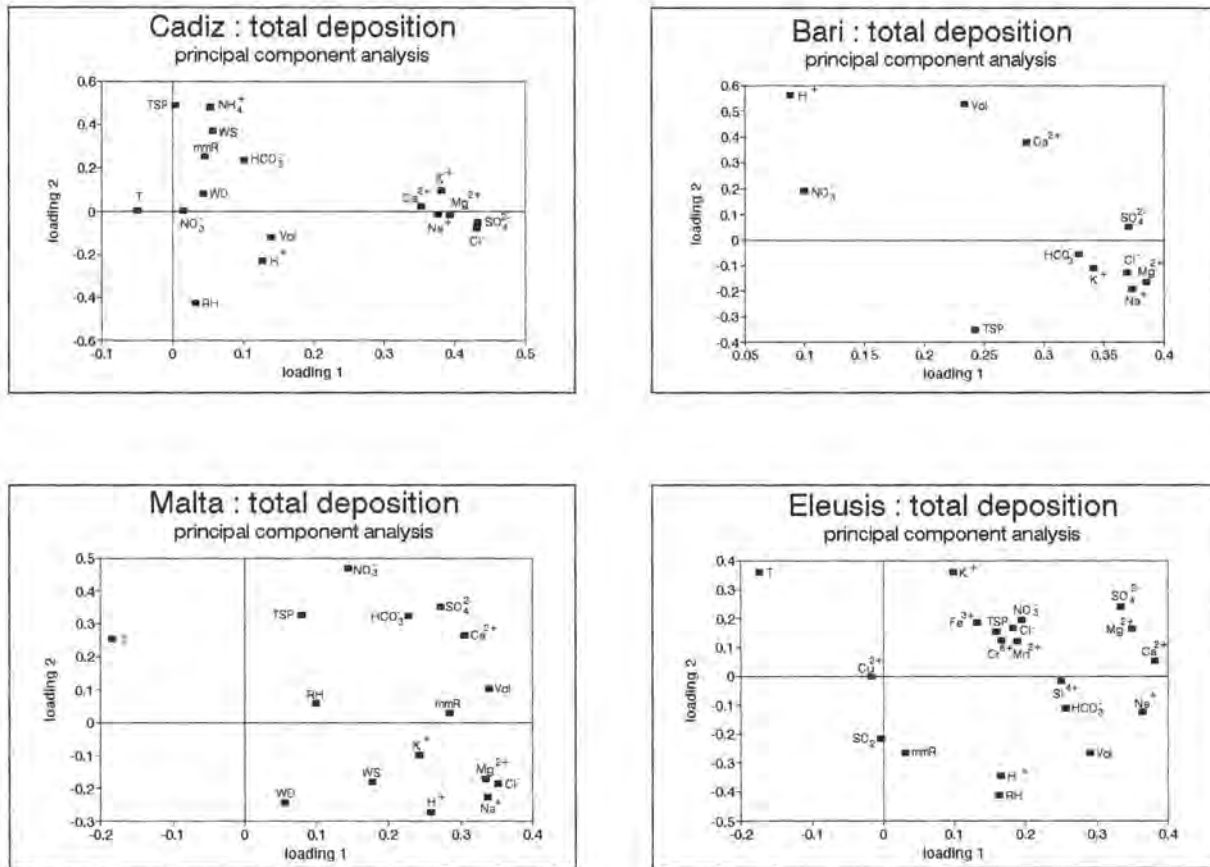 Cadiz : total deposition
principal component analysis
0.6
TSP NH₄⁺
0.4 WS
mmR HCO₃⁻
0.2
WD K⁺
T Ca²⁺ Mg²⁺
0
NO₃⁻ Na⁺ SO₄²⁻
Vol Cl⁻
-0.2 H⁺
-0.4 RH
-0.6
-0.1 0 0.1 0.2 0.3 0.4 0.5
loading 1
loading 2
Bari : total deposition
principal component analysis
0.6
H⁺ Vol
0.5
0.4 Ca²⁺
0.3
0.2 NO₃⁻
0.1 SO₄²⁻
0
HCO₃⁻ Cl⁻
-0.1 K⁺ Mg²⁺
-0.2 Na⁺
-0.3 TSP
-0.4
0.05 0.1 0.15 0.2 0.25 0.3 0.35 0.4
loading 1
loading 2
Malta : total deposition
principal component analysis
0.5
NO₃⁻
0.4
SO₄²⁻
0.3 TSP HCO₃⁻
Ca²⁺
0.2
0.1 Vol
RH mmR
0
K⁺
-0.1
WS Mg²⁺ Cl⁻
-0.2
WD H⁺ Na⁺
-0.3
-0.2 -0.1 0 0.1 0.2 0.3 0.4
loading 1
loading 2
Eleusis : total deposition
principal component analysis
0.4
T K⁺
0.3
SO₄²⁻
0.2 Fe³⁺ TSP NO₃⁻
Cl⁻ Mg²⁺
0.1 Cr⁶⁺ Mn²⁺
Cu²⁺ Ca²⁺
0
Si⁴⁺
-0.1 HCO₃⁻ Na⁺
-0.2 SO₂
mmR Vol
-0.3
H⁺
-0.4 RH
-0.5
-0.2 -0.1 0 0.1 0.2 0.3 0.4
loading 1
loading 2